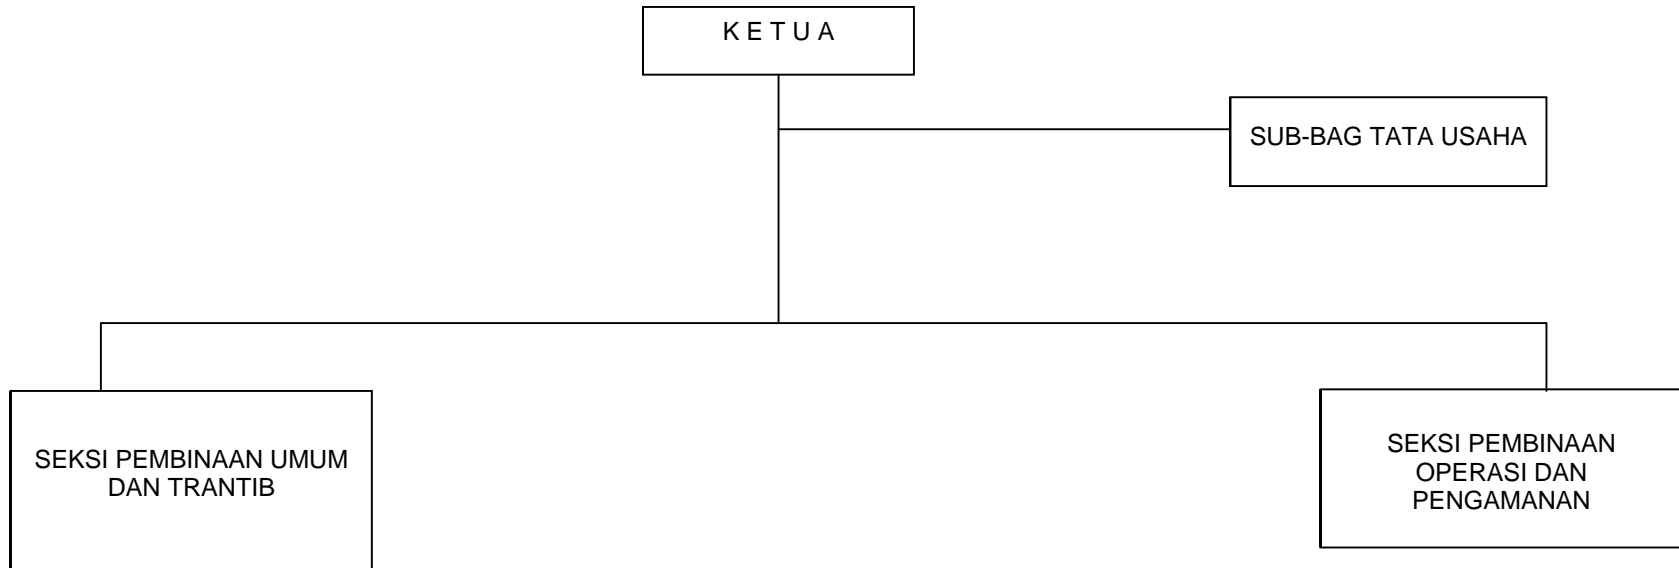 K E T U A
SUB-BAG TATA USAHA
SEKSI PEMBINAAN UMUM
DAN TRANTIB
SEKSI PEMBINAAN
OPERASI DAN
PENGAMANAN